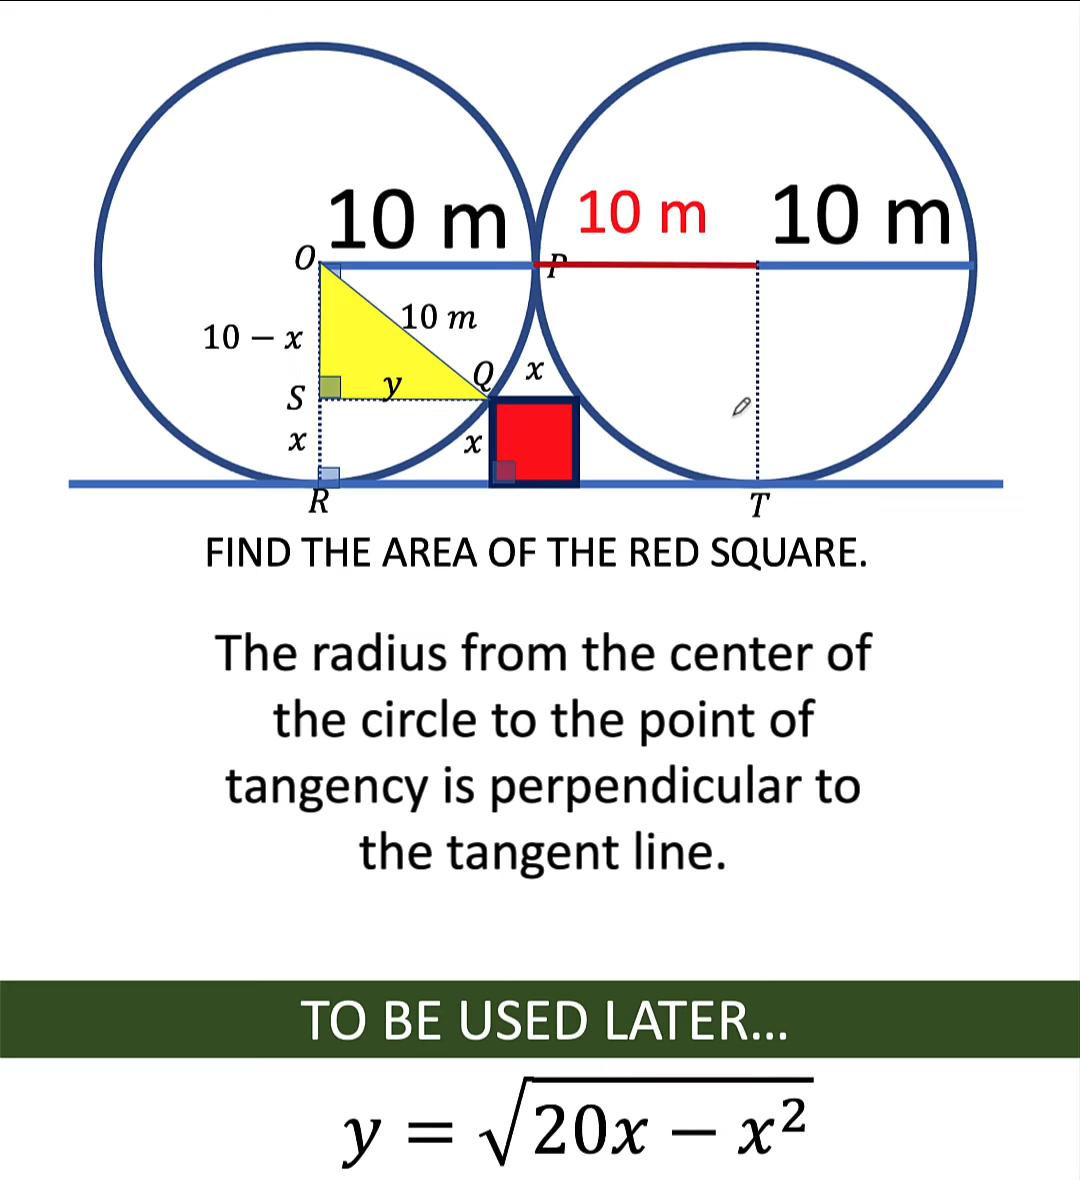 10 m
10 m
10 m
O
P
10 m
10 − x
Q
x
y
S
x
x
R
T
FIND THE AREA OF THE RED SQUARE.
The radius from the center of
the circle to the point of
tangency is perpendicular to
the tangent line.
TO BE USED LATER...
y = √20x − x²